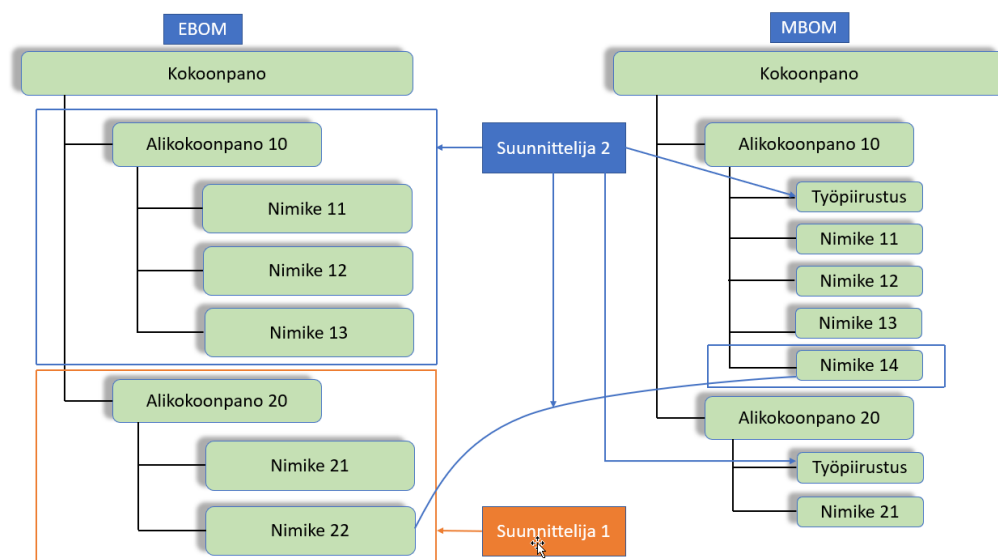 EBOM
Kokoonpano
Alikokoonpano 10
Nimike 11
Nimike 12
Nimike 13
Alikokoonpano 20
Nimike 21
Nimike 22
Suunnittelija 2
Suunnittelija 1
MBOM
Kokoonpano
Alikokoonpano 10
Työpiirustus
Nimike 11
Nimike 12
Nimike 13
Nimike 14
Alikokoonpano 20
Työpiirustus
Nimike 21